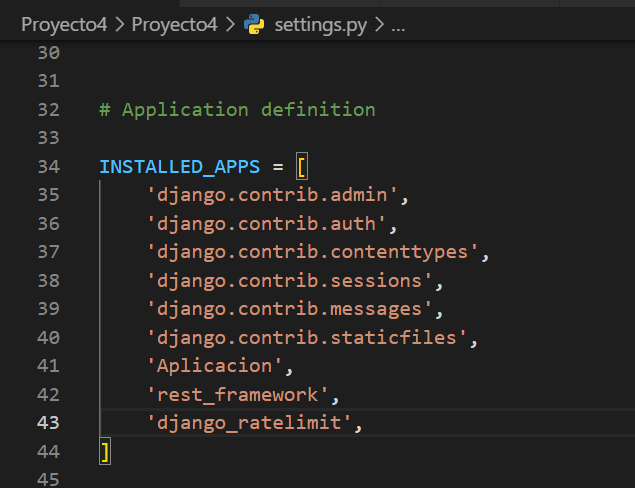 Proyecto4 > Proyecto4 > settings.py > ...
30
31
32 # Application definition
33
34 INSTALLED_APPS = [
35     'django.contrib.admin',
36     'django.contrib.auth',
37     'django.contrib.contenttypes',
38     'django.contrib.sessions',
39     'django.contrib.messages',
40     'django.contrib.staticfiles',
41     'Aplicacion',
42     'rest_framework',
43     'django_ratelimit',
44 ]
45